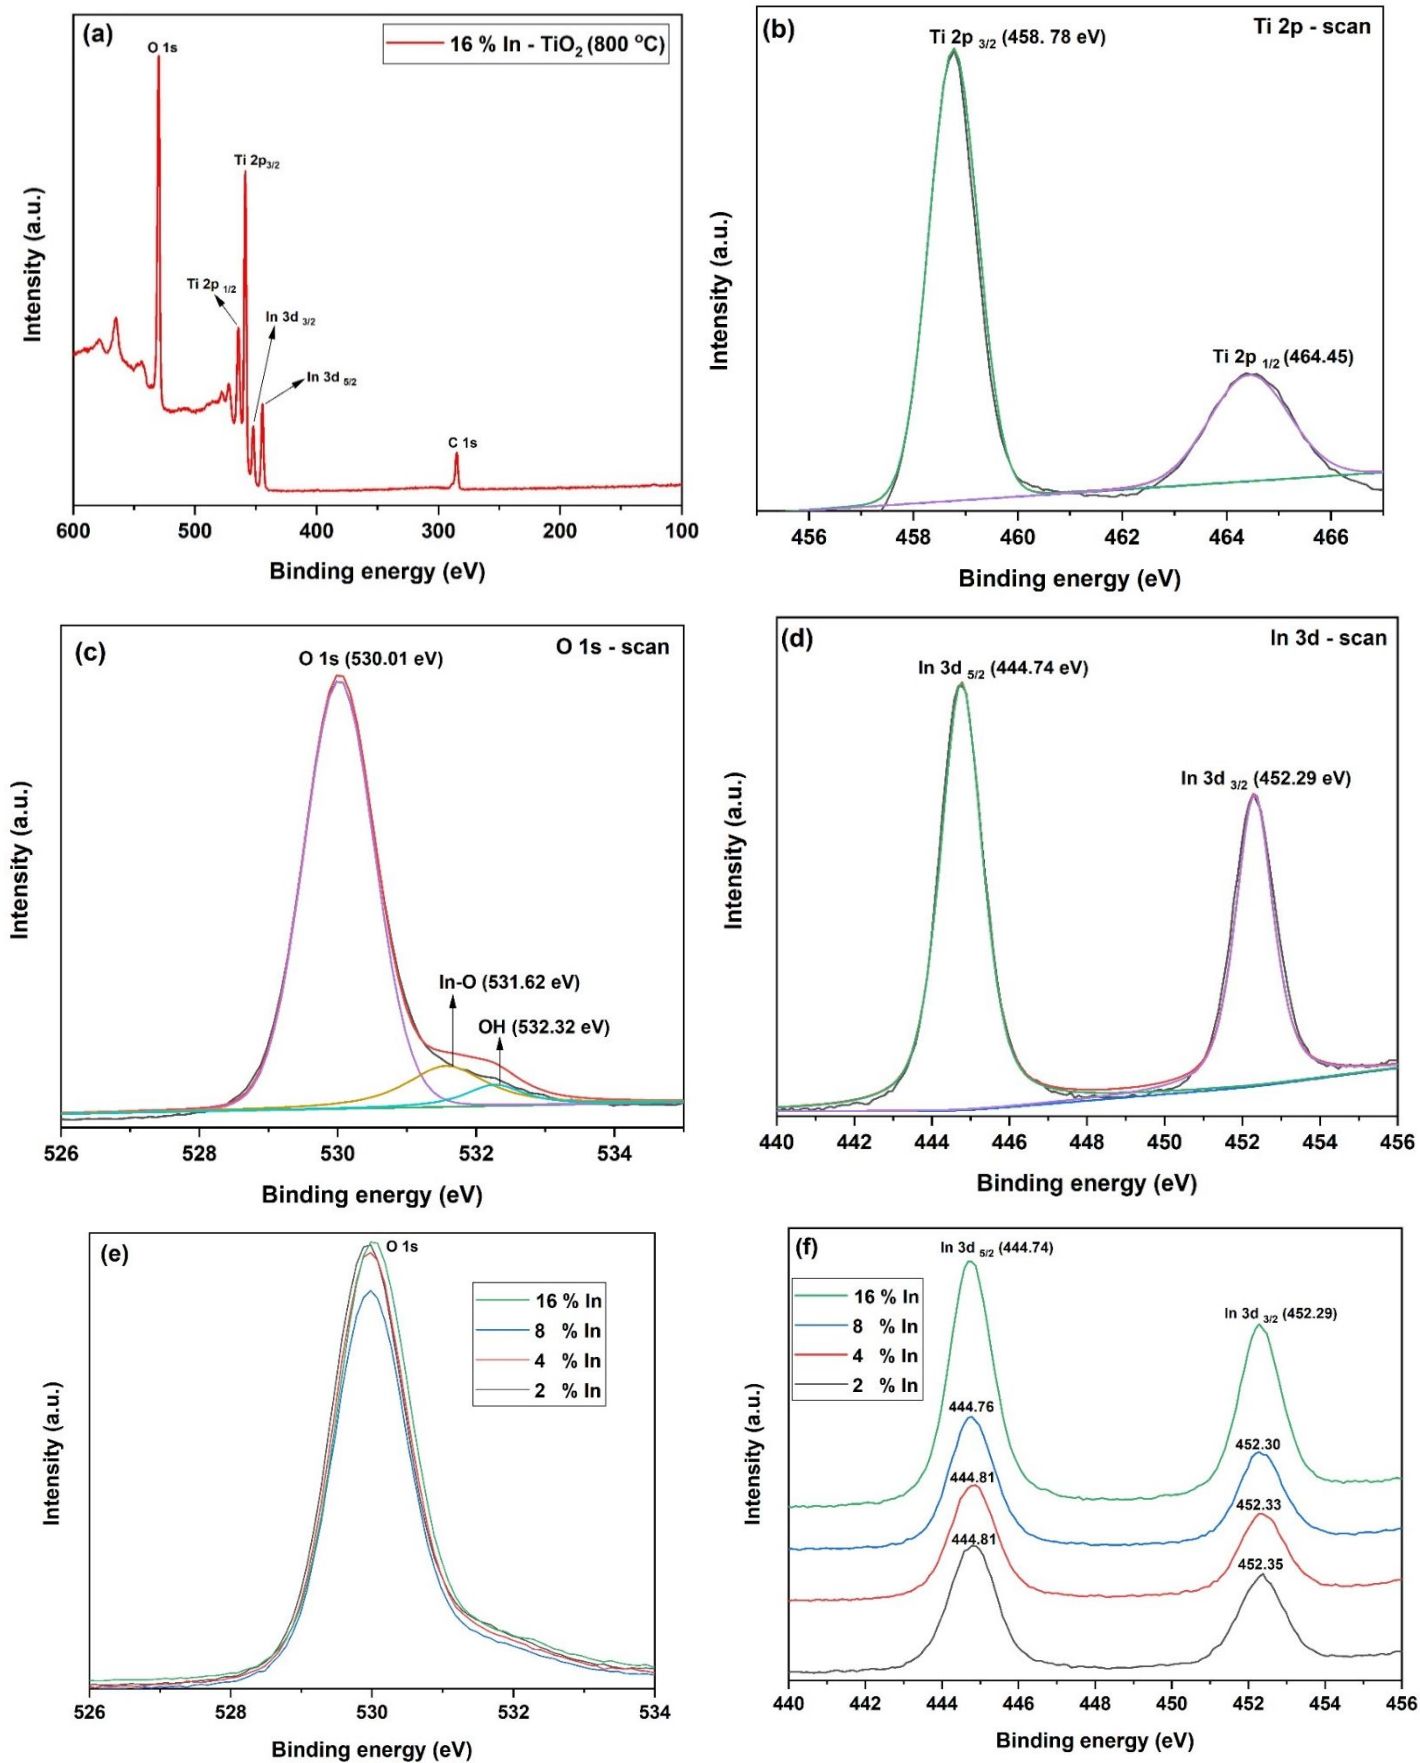 (a)
16 % In - TiO2 (800 °C)
O 1s
Ti 2p3/2
Ti 2p 1/2
In 3d 3/2
In 3d 5/2
C 1s
Intensity (a.u.)
600 500 400 300 200 100
Binding energy (eV)
(b)
Ti 2p - scan
Ti 2p 3/2 (458. 78 eV)
Ti 2p 1/2 (464.45)
Intensity (a.u.)
456 458 460 462 464 466
Binding energy (eV)
(c)
O 1s - scan
O 1s (530.01 eV)
In-O (531.62 eV)
OH (532.32 eV)
Intensity (a.u.)
526 528 530 532 534
Binding energy (eV)
(d)
In 3d - scan
In 3d 5/2 (444.74 eV)
In 3d 3/2 (452.29 eV)
Intensity (a.u.)
440 442 444 446 448 450 452 454 456
Binding energy (eV)
(e)
O 1s
16 % In
8 % In
4 % In
2 % In
Intensity (a.u.)
526 528 530 532 534
Binding energy (eV)
(f)
In 3d 5/2 (444.74)
In 3d 3/2 (452.29)
16 % In
8 % In
4 % In
2 % In
444.76
452.30
444.81
452.33
444.81
452.35
Intensity (a.u.)
440 442 444 446 448 450 452 454 456
Binding energy (eV)